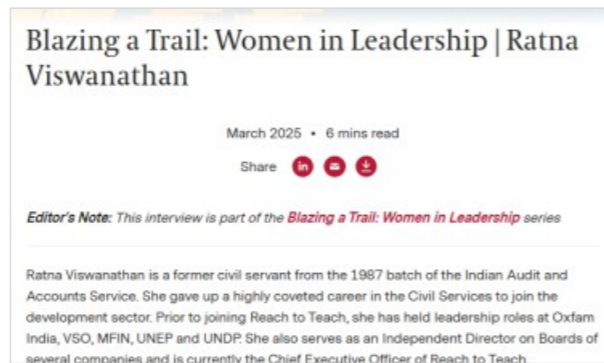 Blazing a Trail: Women in Leadership | Ratna
Viswanathan
March 2025 • 6 mins read
Share in
Editor's Note: This interview is part of the Blazing a Trail: Women in Leadership series
Ratna Viswanathan is a former civil servant from the 1987 batch of the Indian Audit and
Accounts Service. She gave up a highly coveted career in the Civil Services to join the
development sector. Prior to joining Reach to Teach, she has held leadership roles at Oxfam
India, VSO, MFIN, UNEP and UNDP. She also serves as an Independent Director on Boards of
several companies and is currently the Chief Executive Officer of Reach to Teach